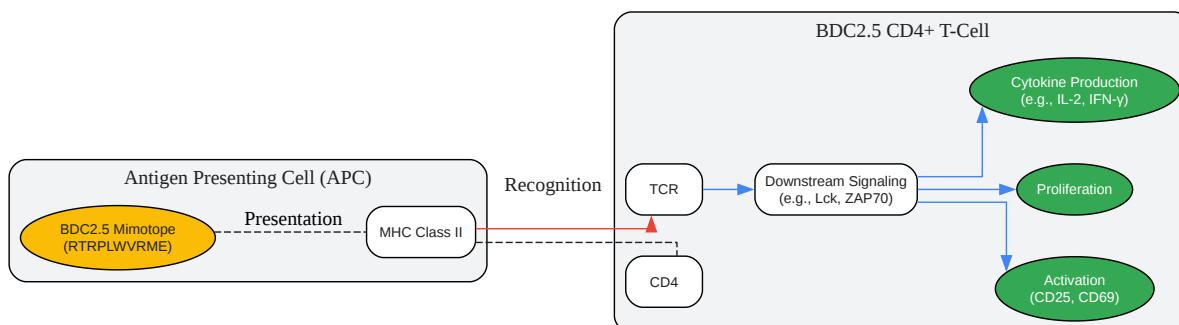 BDC2.5 CD4+ T-Cell
Cytokine Production
(e.g., IL-2, IFN-γ)
Antigen Presenting Cell (APC)
Recognition
TCR
Downstream Signaling
(e.g., Lck, ZAP70)
Proliferation
Presentation
BDC2.5 Mimotope
(RTRPLWVRME)
MHC Class II
CD4
Activation
(CD25, CD69)